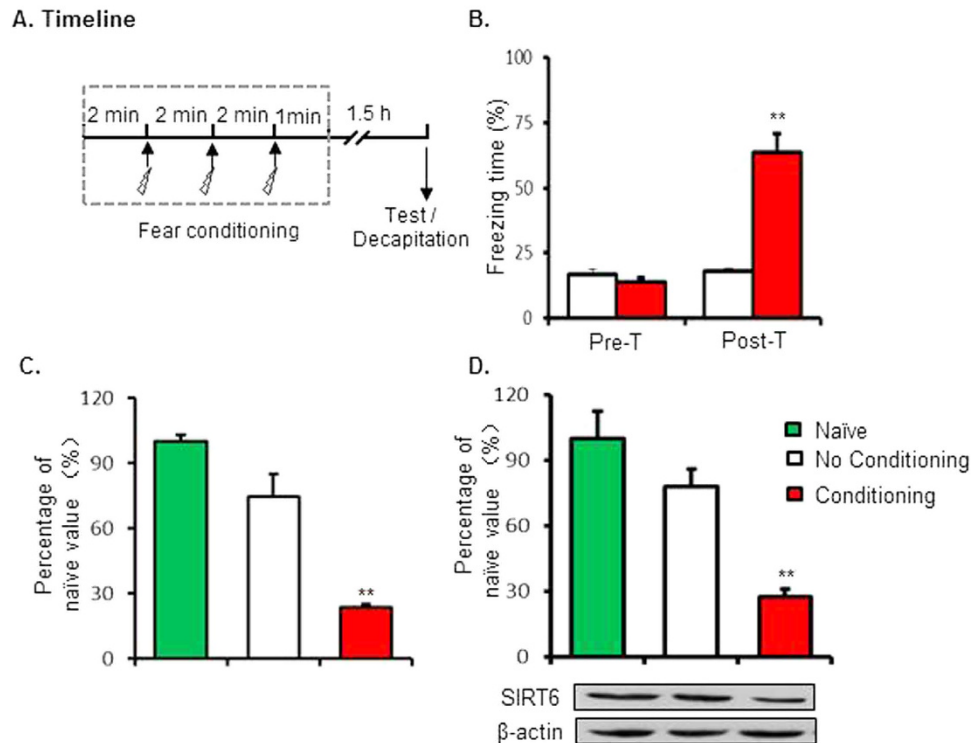 A. Timeline
2 min 2 min 2 min 1min 1.5 h
Fear conditioning
Test /
Decapitation
B.
Freezing time (%)
100
75
50
25
0
**
Pre-T Post-T
C.
Percentage of
naïve value (%)
120
90
60
30
0
**
D.
Percentage of
naïve value (%)
120
90
60
30
0
**
Naïve
No Conditioning
Conditioning
SIRT6
β-actin